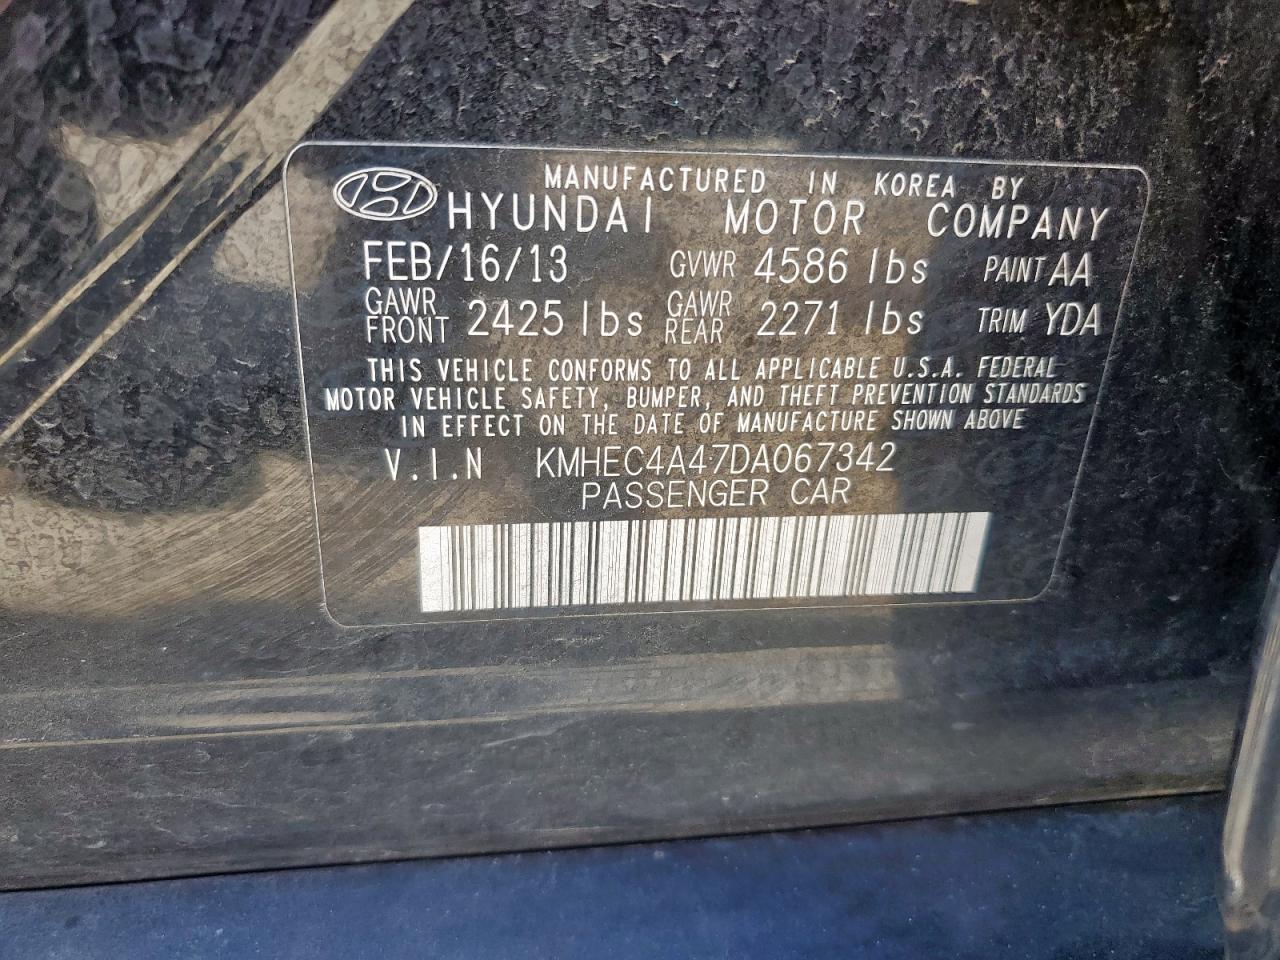 MANUFACTURED IN KOREA BY
HYUNDAI MOTOR COMPANY
FEB/16/13 GVWR 4586 lbs PAINT AA
GAWR FRONT 2425 lbs GAWR REAR 2271 lbs TRIM YDA
THIS VEHICLE CONFORMS TO ALL APPLICABLE U.S.A. FEDERAL
MOTOR VEHICLE SAFETY, BUMPER, AND THEFT PREVENTION STANDARDS
IN EFFECT ON THE DATE OF MANUFACTURE SHOWN ABOVE
V.I.N KMHEC4A47DA067342
PASSENGER CAR